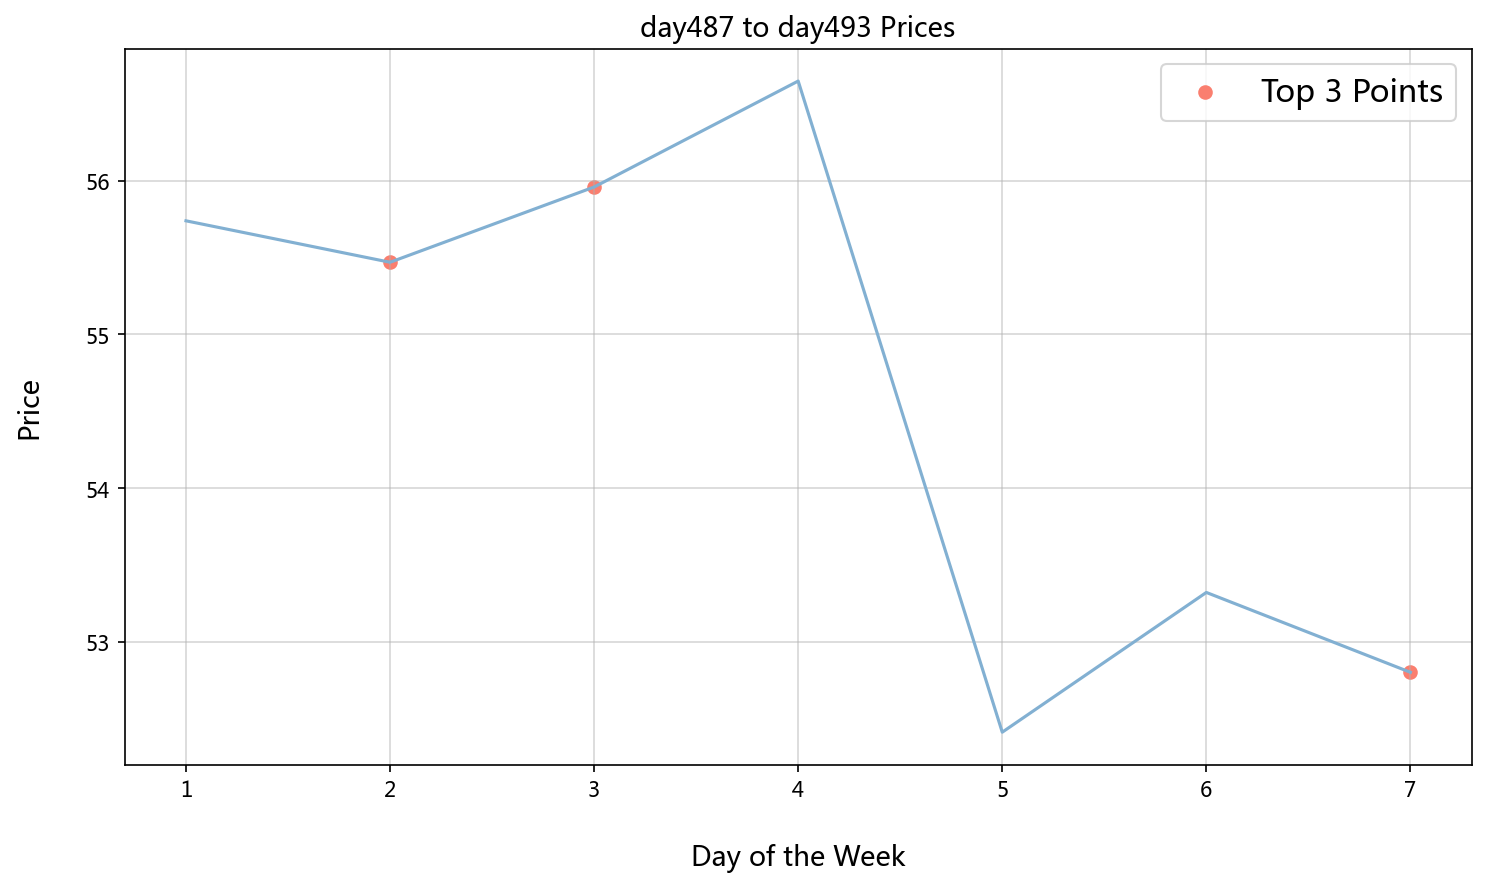 day487 to day493 Prices
Top 3 Points
56
55
54
53
Price
1 2 3 4 5 6 7
Day of the Week